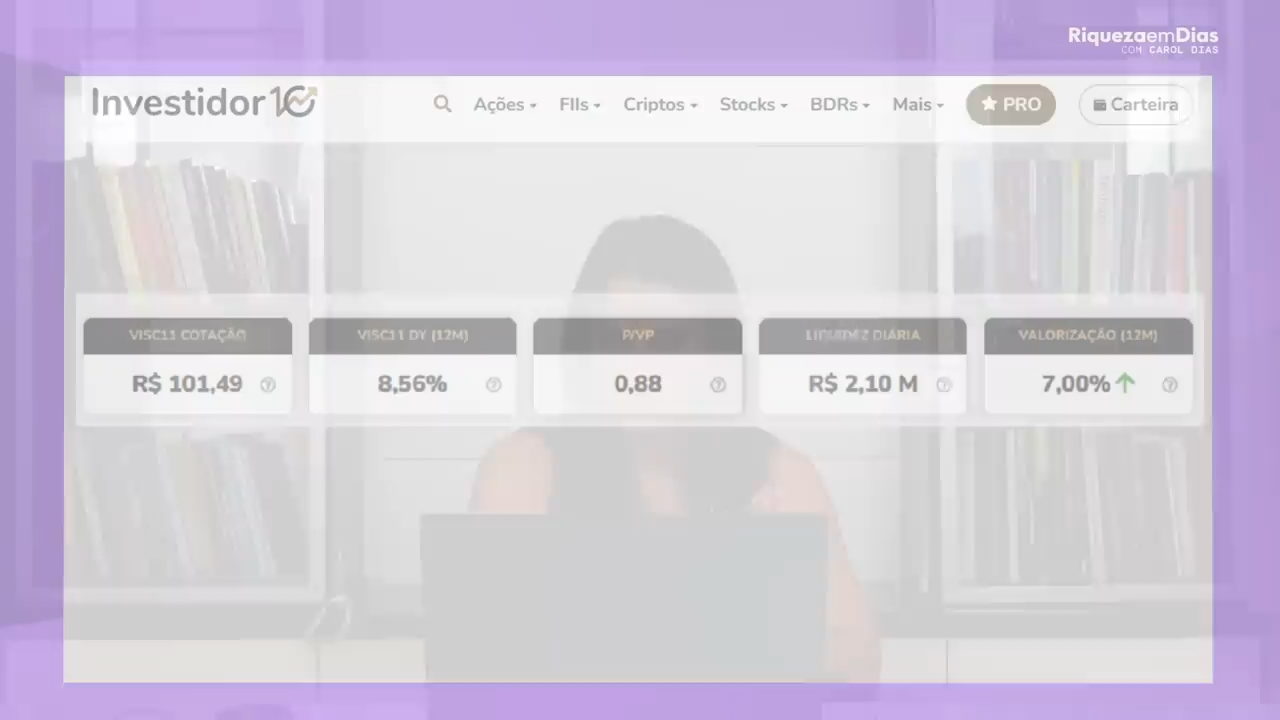 RiquezaemDias
COM CAROL DIAS
Investidor10
Ações
FIIs
Criptos
Stocks
BDRs
Mais
PRO
Carteira
VISC11 COTAÇÃO
R$ 101,49
VISC11 DY (12M)
8,56%
P/VP
0,88
LIQUIDEZ DIÁRIA
R$ 2,10 M
VALORIZAÇÃO (12M)
7,00%